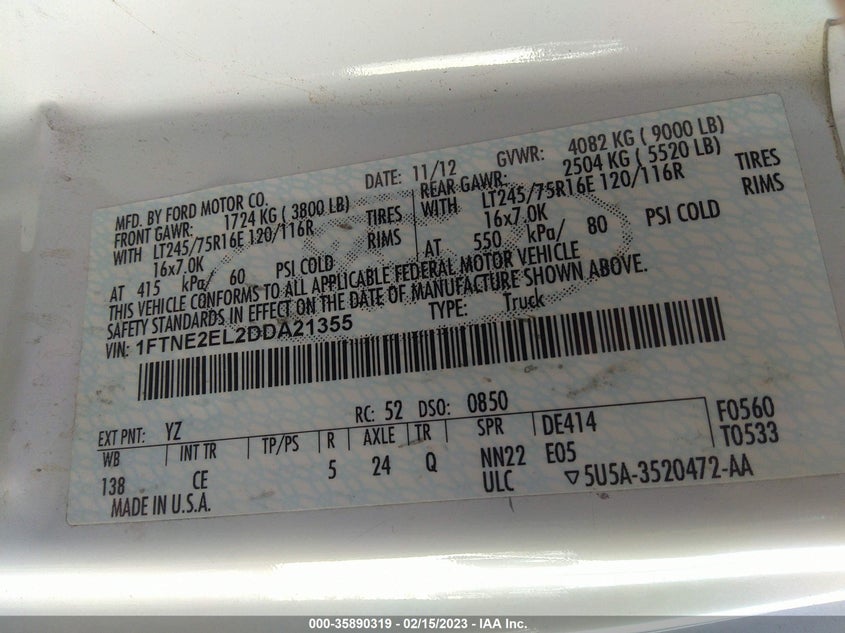 MFD. BY FORD MOTOR CO.
DATE: 11/12
GVWR: 4082 KG ( 9000 LB)
FRONT GAWR: 1724 KG ( 3800 LB)
REAR GAWR: 2504 KG ( 5520 LB)
WITH LT245/75R16E 120/116R TIRES
WITH LT245/75R16E 120/116R TIRES
16x7.0K RIMS
16x7.0K RIMS
AT 415 kPa/ 60 PSI COLD
AT 550 kPa/ 80 PSI COLD
THIS VEHICLE CONFORMS TO ALL APPLICABLE FEDERAL MOTOR VEHICLE
SAFETY STANDARDS IN EFFECT ON THE DATE OF MANUFACTURE SHOWN ABOVE.
VIN: 1FTNE2EL2DDA21355
TYPE: Truck
EXT PNT: YZ RC: 52 DSO: 0850
WB INT TR TP/PS R AXLE TR SPR DE414 F0560
138 CE 5 24 Q NN22 E05 T0533
MADE IN U.S.A. ULC ▽5U5A-3520472-AA
000-35890319 - 02/15/2023 - IAA Inc.